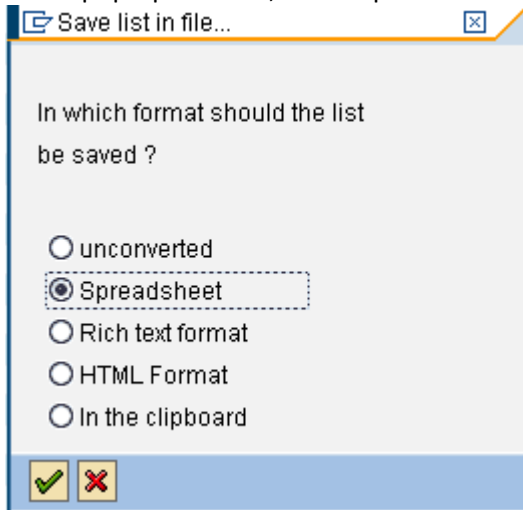 Save list in file...
In which format should the list
be saved ?
unconverted
Spreadsheet
Rich text format
HTML Format
In the clipboard